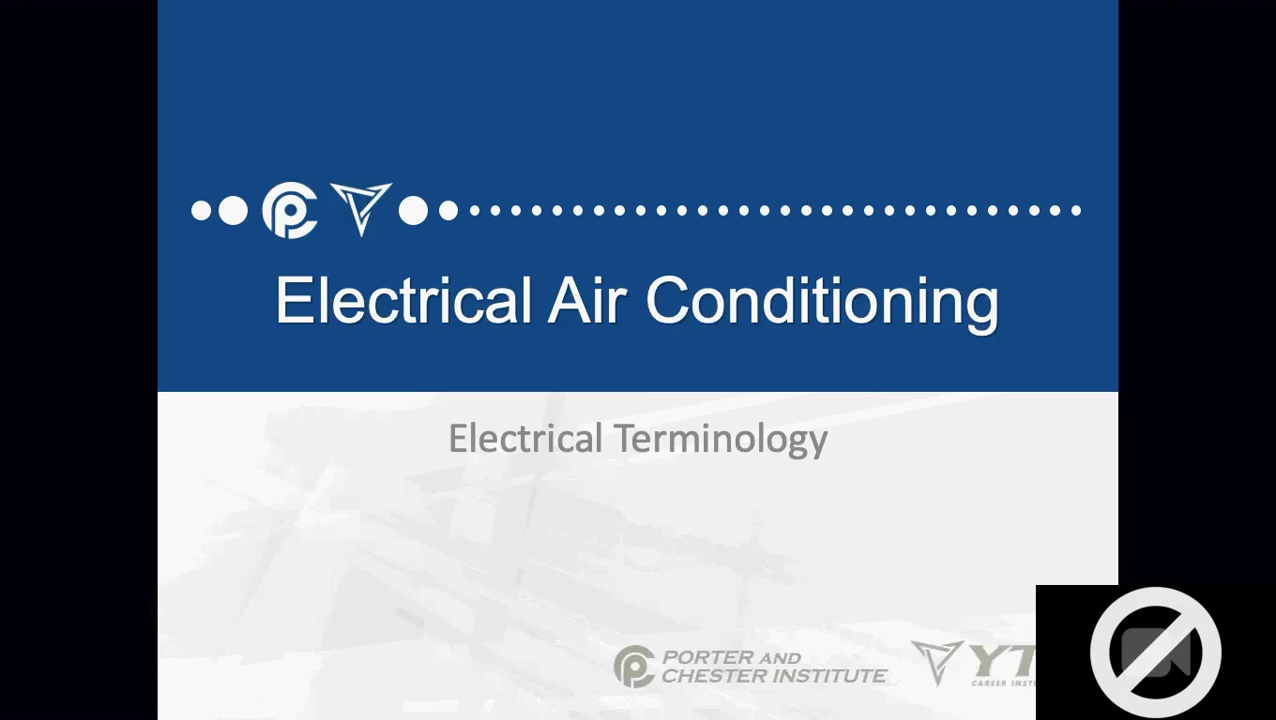 Electrical Air Conditioning
Electrical Terminology
PORTER AND
CHESTER INSTITUTE